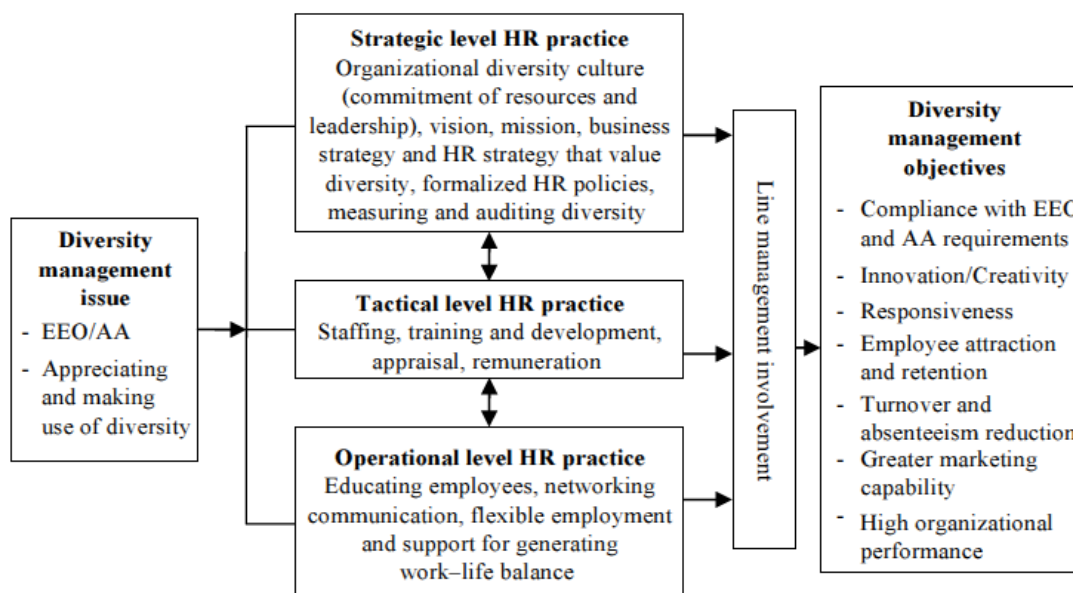 Diversity
management
issue
- EEO/AA
- Appreciating
and making
use of diversity
Strategic level HR practice
Organizational diversity culture
(commitment of resources and
leadership), vision, mission, business
strategy and HR strategy that value
diversity, formalized HR policies,
measuring and auditing diversity
Tactical level HR practice
Staffing, training and development,
appraisal, remuneration
Operational level HR practice
Educating employees, networking
communication, flexible employment
and support for generating
work–life balance
Line management involvement
Diversity
management
objectives
- Compliance with EEO
and AA requirements
- Innovation/Creativity
- Responsiveness
- Employee attraction
and retention
- Turnover and
absenteeism reduction
- Greater marketing
capability
- High organizational
performance